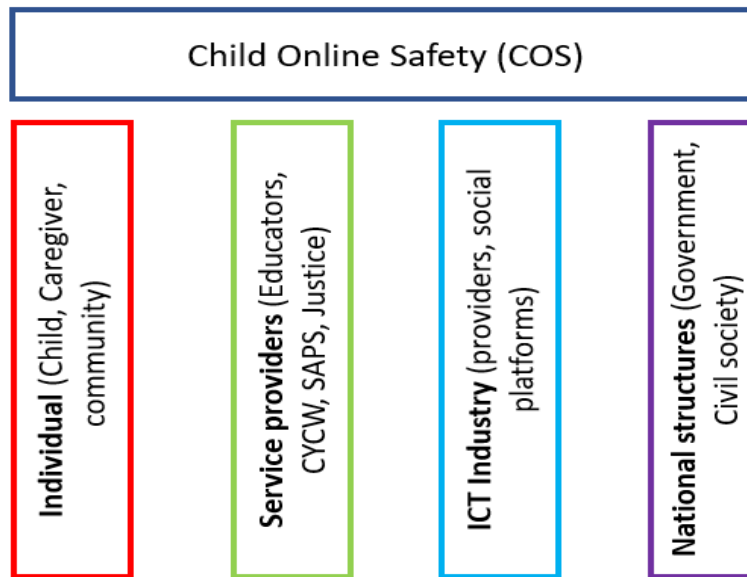 Child Online Safety (COS)
Individual (Child, Caregiver,
community)
Service providers (Educators,
CYCW, SAPS, Justice)
ICT Industry (providers, social
platforms)
National structures (Government,
Civil society)